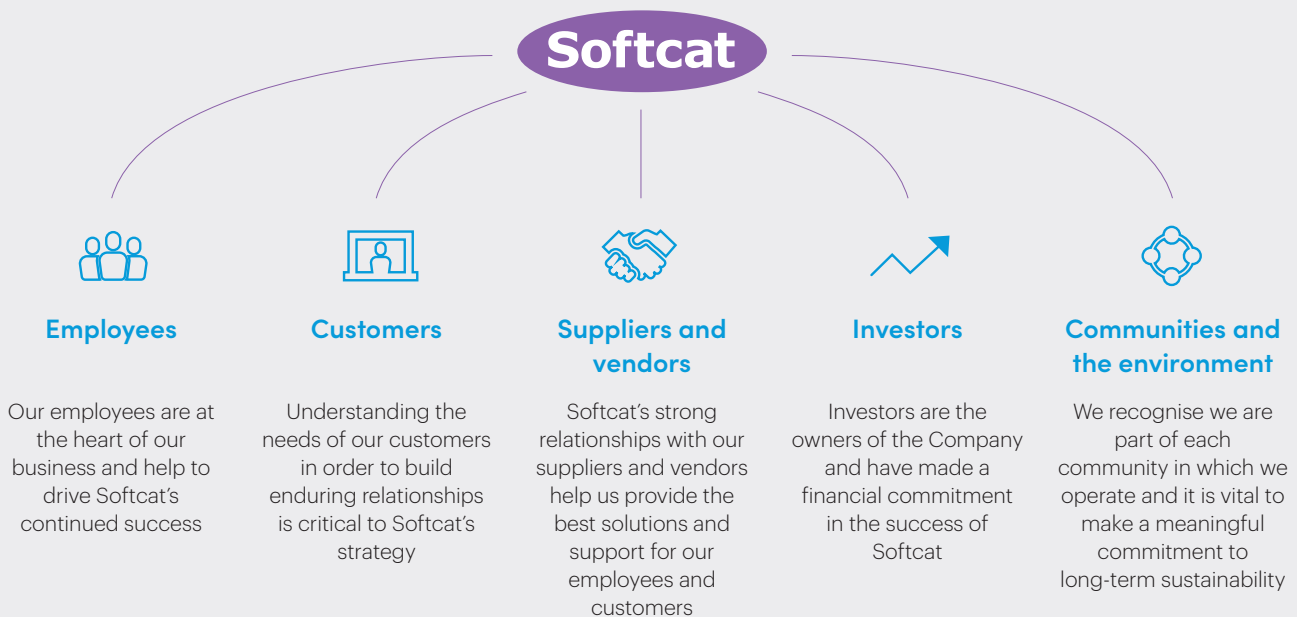 Softcat
Employees
Our employees are at
the heart of our
business and help to
drive Softcat’s
continued success
Customers
Understanding the
needs of our customers
in order to build
enduring relationships
is critical to Softcat’s
strategy
Suppliers and
vendors
Softcat’s strong
relationships with our
suppliers and vendors
help us provide the
best solutions and
support for our
employees and
customers
Investors
Investors are the
owners of the Company
and have made a
financial commitment
in the success of
Softcat
Communities and
the environment
We recognise we are
part of each
community in which we
operate and it is vital to
make a meaningful
commitment to
long-term sustainability